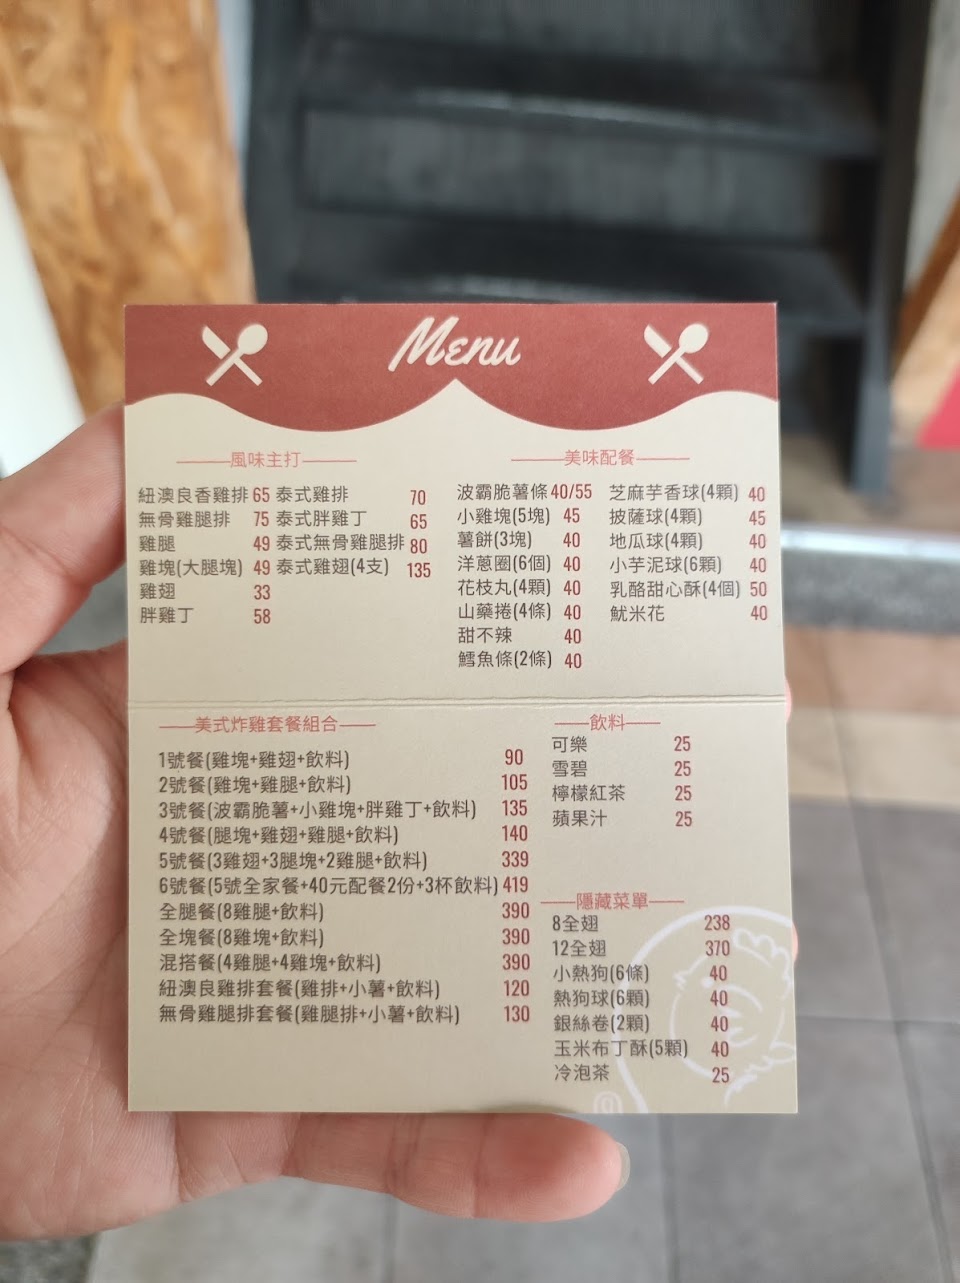 Menu
風味主打
紐澳良香雞排 65 泰式雞排 70
無骨雞腿排 75 泰式胖雞丁 65
雞腿 49 泰式無骨雞腿排 80
雞塊(大腿塊) 49 泰式雞翅(4支) 135
雞翅 33
胖雞丁 58
美味配餐
波霸脆薯條 40/55 芝麻芋香球(4顆) 40
小雞塊(5塊) 45 披薩球(4顆) 45
薯餅(3塊) 40 地瓜球(4顆) 40
洋蔥圈(6個) 40 小芋泥球(6顆) 40
花枝丸(4顆) 40 乳酪甜心酥(4個) 50
山藥捲(4條) 40 魷米花 40
甜不辣 40
鱈魚條(2條) 40
美式炸雞套餐組合
1號餐(雞塊+雞翅+飲料) 90
2號餐(雞塊+雞腿+飲料) 105
3號餐(波霸脆薯+小雞塊+胖雞丁+飲料) 135
4號餐(腿塊+雞翅+雞腿+飲料) 140
5號餐(3雞翅+3腿塊+2雞腿+飲料) 339
6號餐(5號全家餐+40元配餐2份+3杯飲料) 419
全腿餐(8雞腿+飲料) 390
全塊餐(8雞塊+飲料) 390
混搭餐(4雞腿+4雞塊+飲料) 390
紐澳良雞排套餐(雞排+小薯+飲料) 120
無骨雞腿排套餐(雞腿排+小薯+飲料) 130
飲料
可樂 25
雪碧 25
檸檬紅茶 25
蘋果汁 25
隱藏菜單
8全翅 238
12全翅 370
小熱狗(6條) 40
熱狗球(6顆) 40
銀絲卷(2顆) 40
玉米布丁酥(5顆) 40
冷泡茶 25